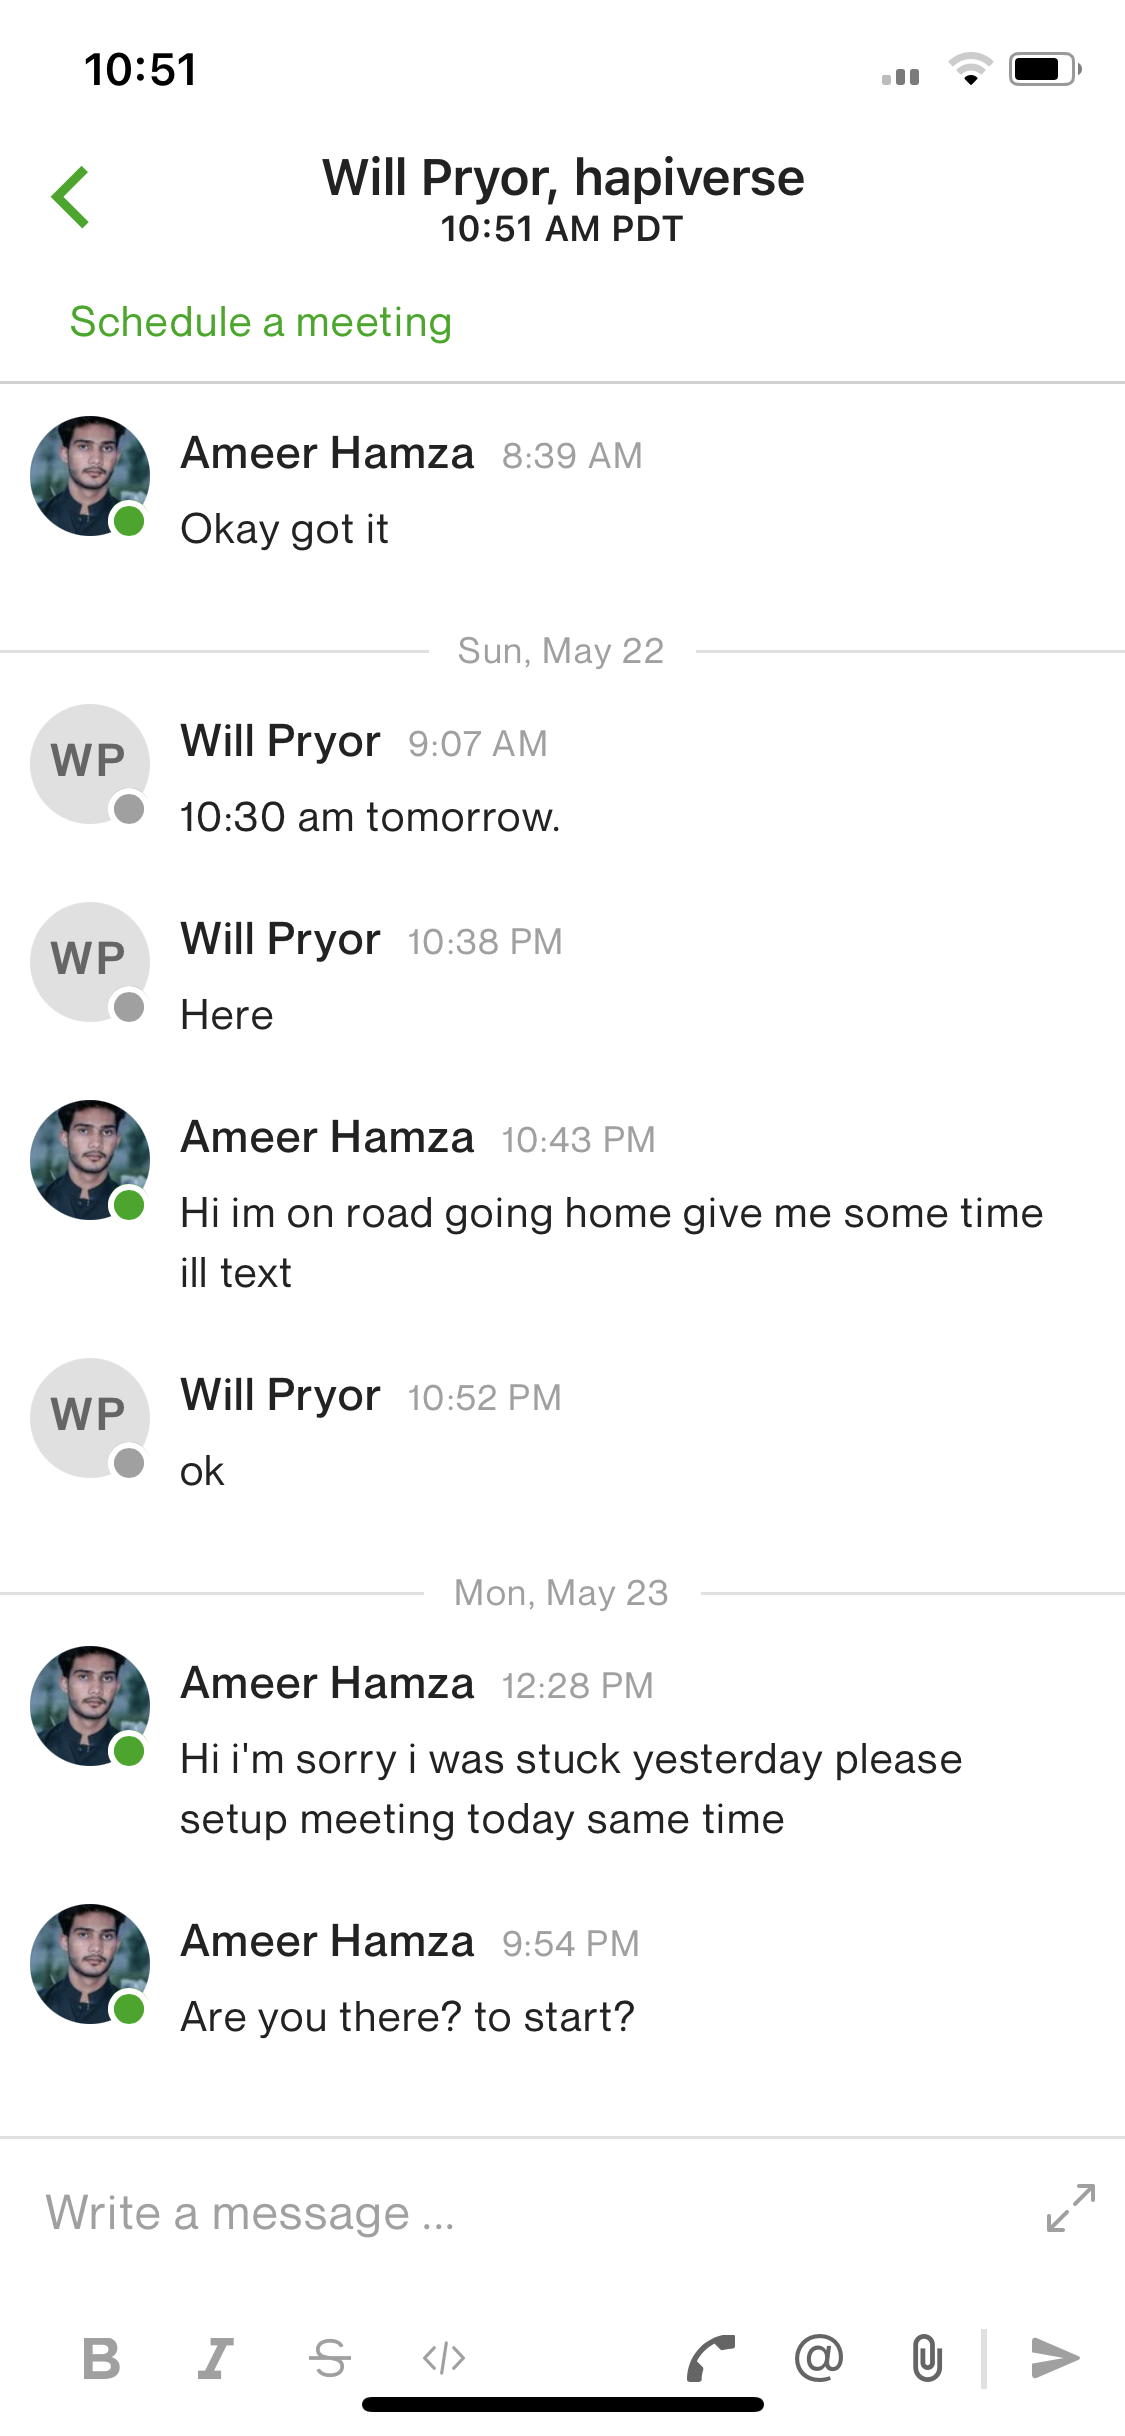 10:51
Will Pryor, hapiverse
10:51 AM PDT
Schedule a meeting
Ameer Hamza 8:39 AM
Okay got it
Sun, May 22
WP
Will Pryor 9:07 AM
10:30 am tomorrow.
WP
Will Pryor 10:38 PM
Here
Ameer Hamza 10:43 PM
Hi im on road going home give me some time
ill text
WP
Will Pryor 10:52 PM
ok
Mon, May 23
Ameer Hamza 12:28 PM
Hi i'm sorry i was stuck yesterday please
setup meeting today same time
Ameer Hamza 9:54 PM
Are you there? to start?
Write a message ...
B I S </> @